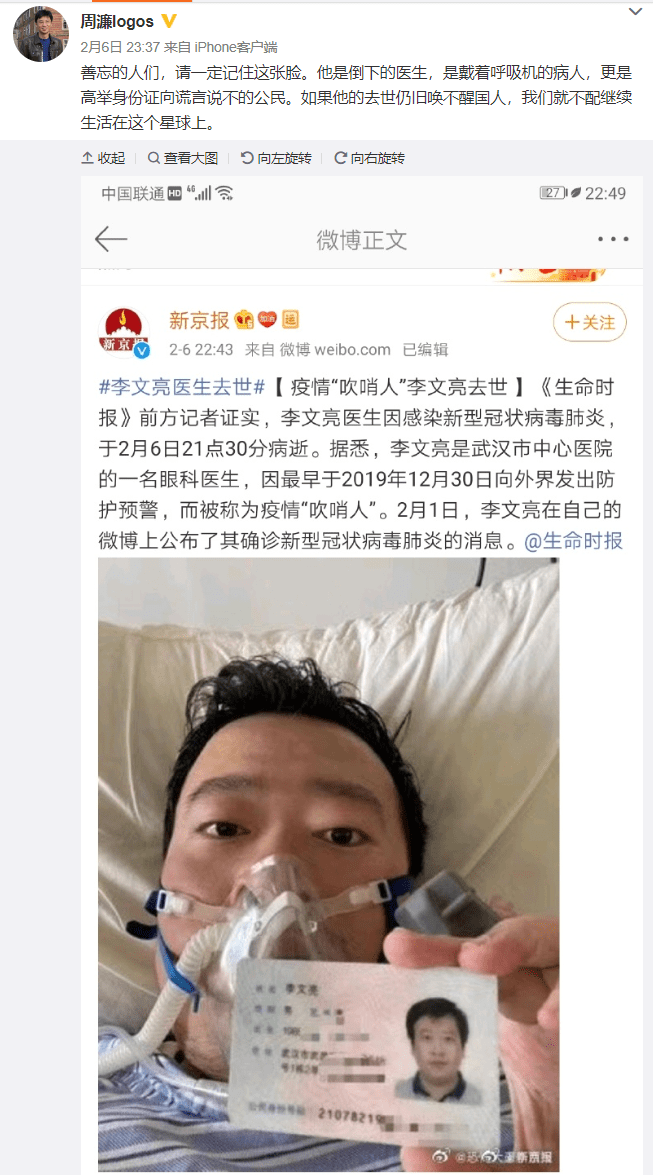 周濂logos
2月6日 23:37 来自 iPhone客户端
善忘的人们，请一定记住这张脸。他是倒下的医生，是戴着呼吸机的病人，更是
高举身份证向谎言说不的公民。如果他的去世仍旧唤不醒国人，我们就不配继续
生活在这个星球上。
收起 查看大图 向左旋转 向右旋转
中国联通 HD 4G 27 22:49
微博正文
新京报
+关注
2-6 22:43 来自 微博 weibo.com 已编辑
#李文亮医生去世#【 疫情“吹哨人”李文亮去世 】《生命时
报》前方记者证实，李文亮医生因感染新型冠状病毒肺炎，
于2月6日21点30分病逝。据悉，李文亮是武汉市中心医院
的一名眼科医生，因最早于2019年12月30日向外界发出防
护预警，而被称为疫情“吹哨人”。2月1日，李文亮在自己的
微博上公布了其确诊新型冠状病毒肺炎的消息。@生命时报
李文亮
武汉市武
公民身份号码 21078219
新京报